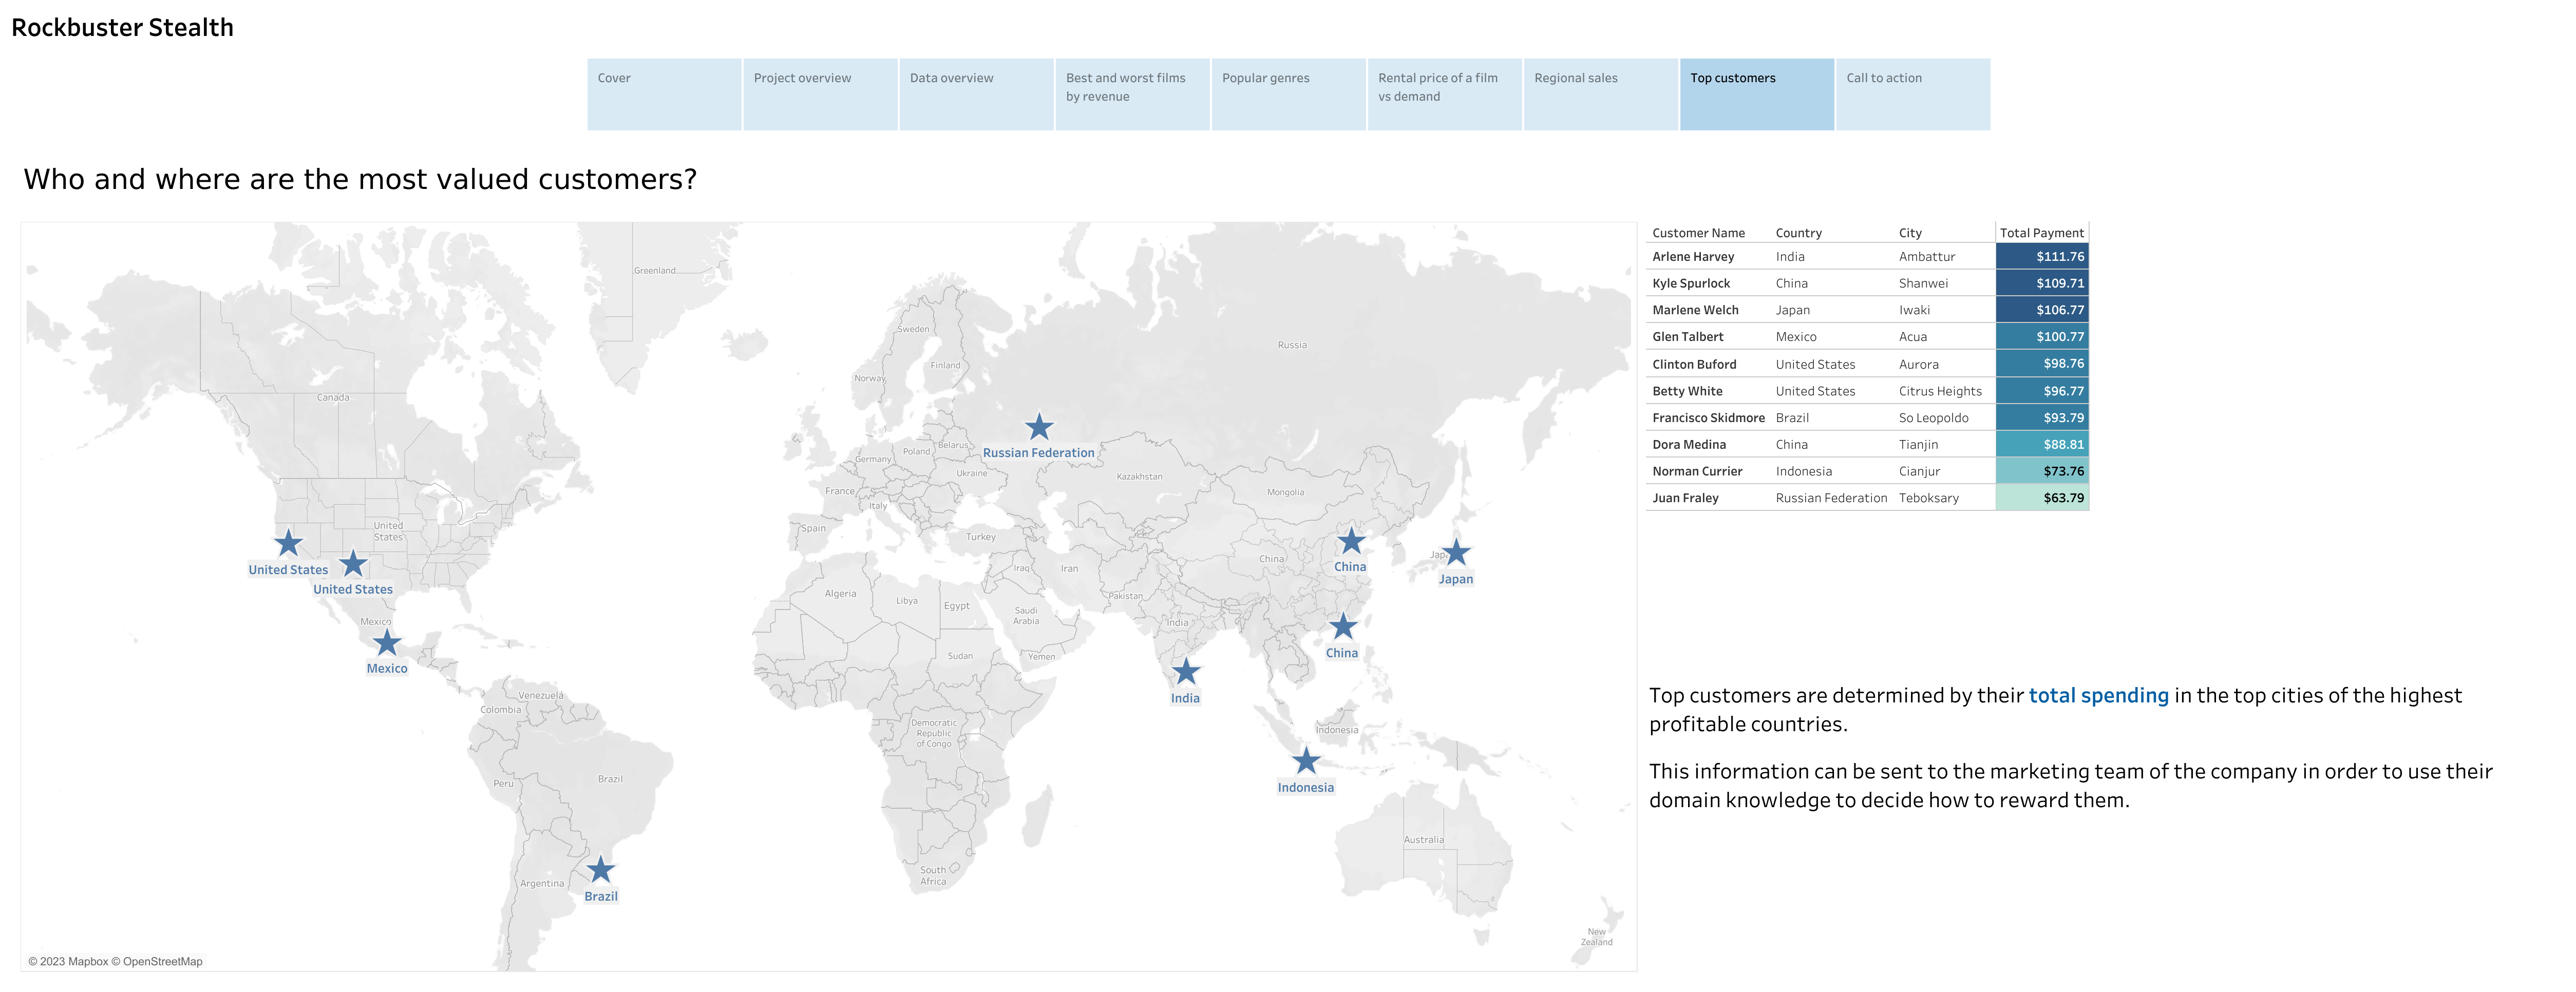 Rockbuster Stealth
Cover
Project overview
Data overview
Best and worst films
by revenue
Popular genres
Rental price of a film
vs demand
Regional sales
Top customers
Call to action
Who and where are the most valued customers?
Greenland
Sweden
Finland
Norway
Russia
Canada
Russian Federation
Belarus
Poland
Germany
Ukraine
Kazakhstan
France
Mongolia
Italy
Spain
United
States
Turkey
United States
United States
China
China
Japan
Iraq
Iran
Algeria
Libya
Egypt
Pakistan
Saudi
Arabia
Mexico
India
Mexico
Sudan
Yemen
China
India
Venezuela
Colombia
Democratic
Republic
of Congo
Indonesia
Peru
Brazil
Indonesia
Australia
South
Africa
Argentina
Brazil
New
Zealand
© 2023 Mapbox © OpenStreetMap
Customer Name Country City Total Payment
Arlene Harvey India Ambattur $111.76
Kyle Spurlock China Shanwei $109.71
Marlene Welch Japan Iwaki $106.77
Glen Talbert Mexico Acua $100.77
Clinton Buford United States Aurora $98.76
Betty White United States Citrus Heights $96.77
Francisco Skidmore Brazil So Leopoldo $93.79
Dora Medina China Tianjin $88.81
Norman Currier Indonesia Cianjur $73.76
Juan Fraley Russian Federation Teboksary $63.79
Top customers are determined by their total spending in the top cities of the highest
profitable countries.
This information can be sent to the marketing team of the company in order to use their
domain knowledge to decide how to reward them.